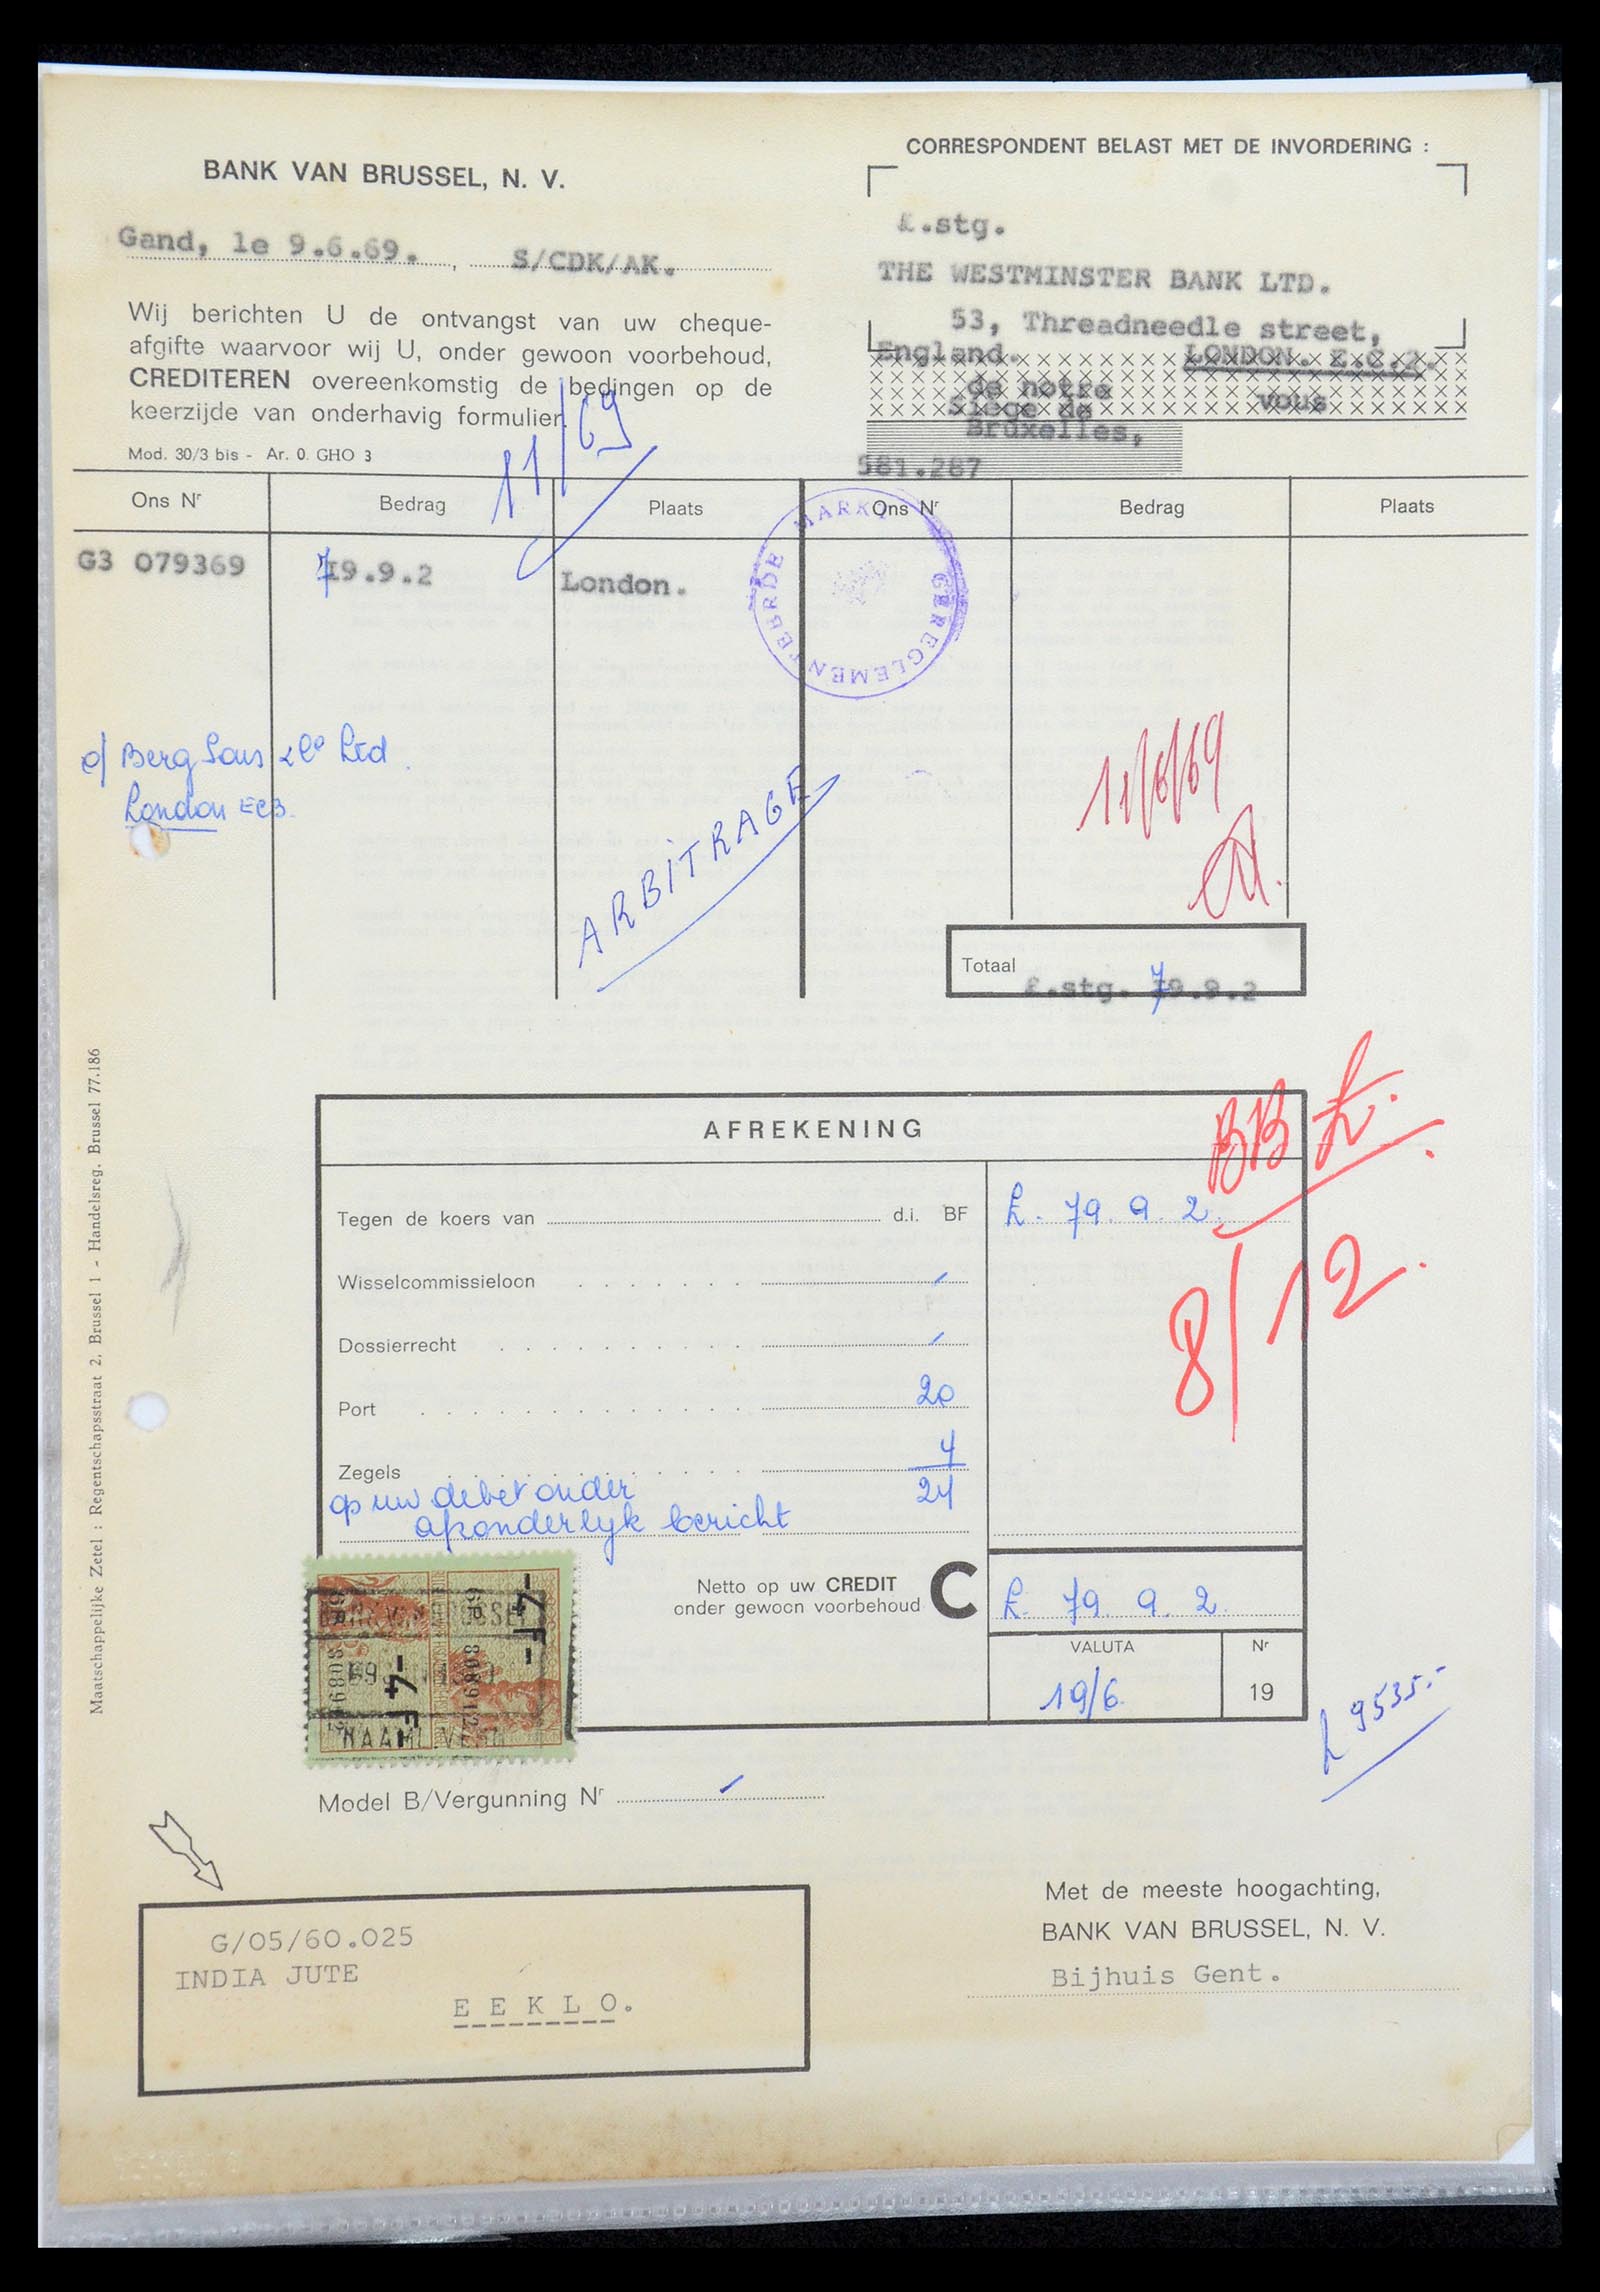 BANK VAN BRUSSEL, N. V.
Gand, le 9.6.69. , S/CDK/AK.
Wij berichten U de ontvangst van uw cheque-
afgifte waarvoor wij U, onder gewoon voorbehoud,
CREDITEREN overeenkomstig de bedingen op de
keerzijde van onderhavig formulier.
Mod. 30/3 bis - Ar. 0. GHO 3
11/69
CORRESPONDENT BELAST MET DE INVORDERING :
£.stg.
THE WESTMINSTER BANK LTD.
53, Threadneedle street,
England. LONDON. E.C.2.
de notre
Siège de vous
Bruxelles,
581.287
Ons Nr Bedrag Plaats Ons Nr Bedrag Plaats
G3 079369 79.9.2 London.
MARKT GEREGLEMENTEERDE
o/ Berg Sons & Co Ltd
London EC3
ARBITRAGE
11/6/69
Totaal
£.stg. 79.9.2
AFREKENING
BB £.
Tegen de koers van d.i. BF £. 79. 9. 2.
8/12.
Wisselcommissieloon
Dossierrecht
Port 20
Zegels 4
op uw debet onder 24
afzonderlijk bericht
Netto op uw CREDIT
onder gewoon voorbehoud C £. 79. 9. 2.
VALUTA Nr
19/6. 19
-4F-
-4F
£ 9535.-
Model B/Vergunning Nr
Maatschappelijke Zetel : Regentschapsstraat 2, Brussel 1 - Handelsreg. Brussel 77.186
G/05/60.025
INDIA JUTE
EEKLO.
Met de meeste hoogachting,
BANK VAN BRUSSEL, N. V.
Bijhuis Gent.